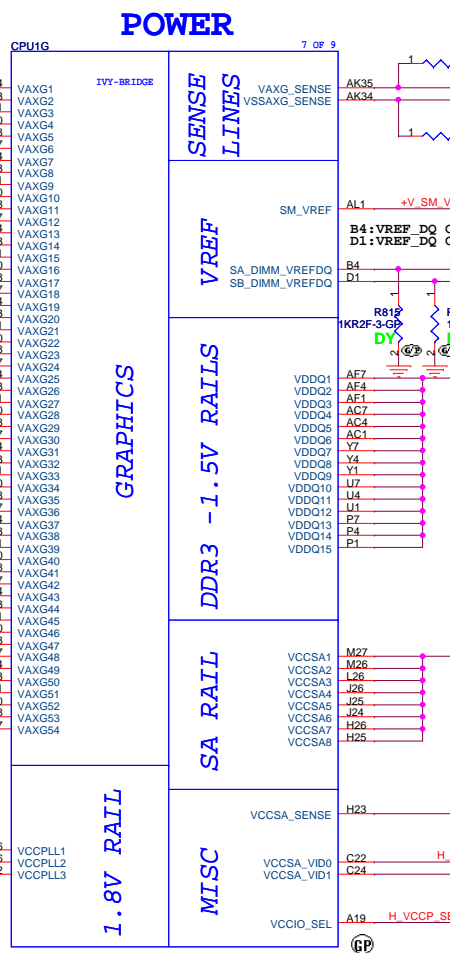 POWER
CPU1G
7 OF 9
IVY-BRIDGE
VAXG1
VAXG2
VAXG3
VAXG4
VAXG5
VAXG6
VAXG7
VAXG8
VAXG9
VAXG10
VAXG11
VAXG12
VAXG13
VAXG14
VAXG15
VAXG16
VAXG17
VAXG18
VAXG19
VAXG20
VAXG21
VAXG22
VAXG23
VAXG24
VAXG25
VAXG26
VAXG27
VAXG28
VAXG29
VAXG30
VAXG31
VAXG32
VAXG33
VAXG34
VAXG35
VAXG36
VAXG37
VAXG38
VAXG39
VAXG40
VAXG41
VAXG42
VAXG43
VAXG44
VAXG45
VAXG46
VAXG47
VAXG48
VAXG49
VAXG50
VAXG51
VAXG52
VAXG53
VAXG54
GRAPHICS
VCCPLL1
VCCPLL2
VCCPLL3
1.8V RAIL
SENSE
LINES
VAXG_SENSE AK35
VSSAXG_SENSE AK34
1
1
VREF
SM_VREF AL1 +V_SM_V
B4:VREF_DQ
D1:VREF_DQ
SA_DIMM_VREFDQ B4
SB_DIMM_VREFDQ D1
1
1
R815
1KR2F-3-GP
DY
2
2
GP
DDR3 -1.5V RAILS
VDDQ1 AF7
VDDQ2 AF4
VDDQ3 AF1
VDDQ4 AC7
VDDQ5 AC4
VDDQ6 AC1
VDDQ7 Y7
VDDQ8 Y4
VDDQ9 Y1
VDDQ10 U7
VDDQ11 U4
VDDQ12 U1
VDDQ13 P7
VDDQ14 P4
VDDQ15 P1
SA RAIL
VCCSA1 M27
VCCSA2 M26
VCCSA3 L26
VCCSA4 J26
VCCSA5 J25
VCCSA6 J24
VCCSA7 H26
VCCSA8 H25
MISC
VCCSA_SENSE H23
VCCSA_VID0 C22 H_
VCCSA_VID1 C24
VCCIO_SEL A19 H_VCCP_SE
GP